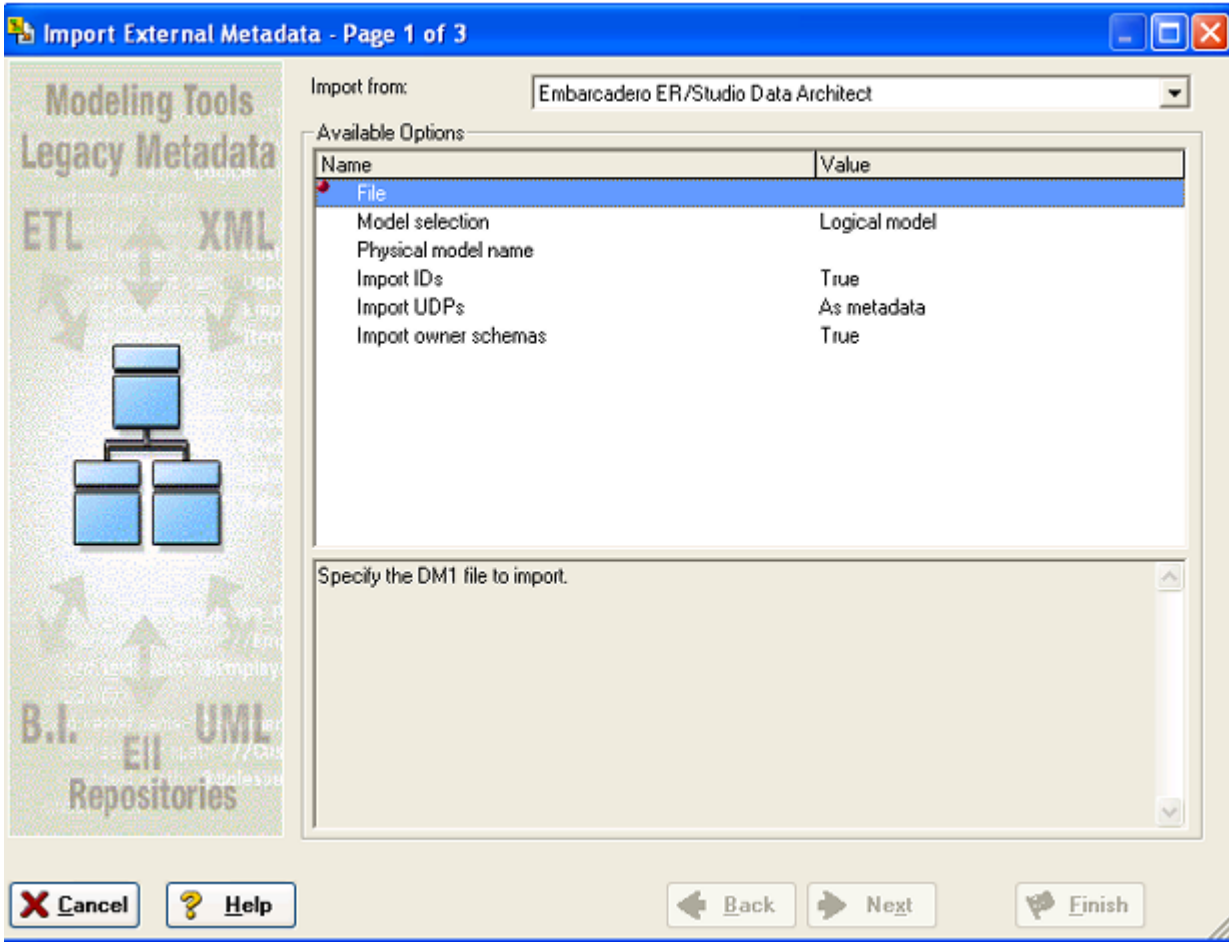 Import External Metadata - Page 1 of 3
Modeling Tools
Legacy Metadata
ETL XML
B.I. UML
EII
Repositories
Import from: Embarcadero ER/Studio Data Architect
Available Options
Name Value
File
Model selection Logical model
Physical model name
Import IDs True
Import UDPs As metadata
Import owner schemas True
Specify the DM1 file to import.
Cancel Help Back Next Finish